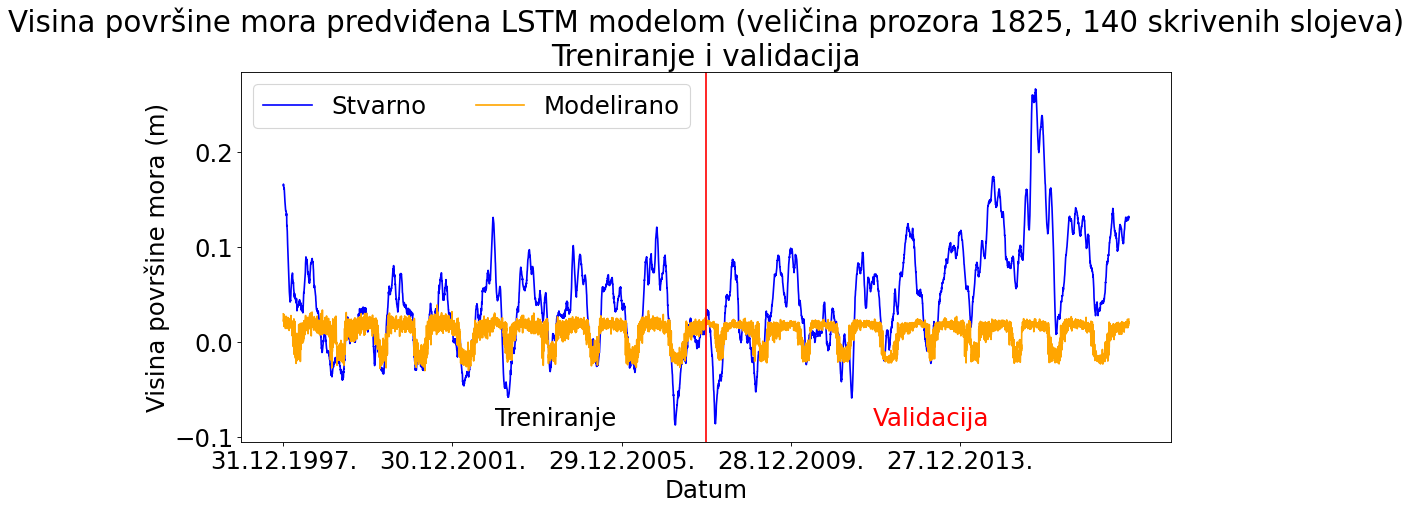 Visina površine mora predviđena LSTM modelom (veličina prozora 1825, 140 skrivenih slojeva)
Treniranje i validacija
Stvarno
Modelirano
Visina površine mora (m)
0.2
0.1
0.0
−0.1
Treniranje
Validacija
31.12.1997.
30.12.2001.
29.12.2005.
28.12.2009.
27.12.2013.
Datum